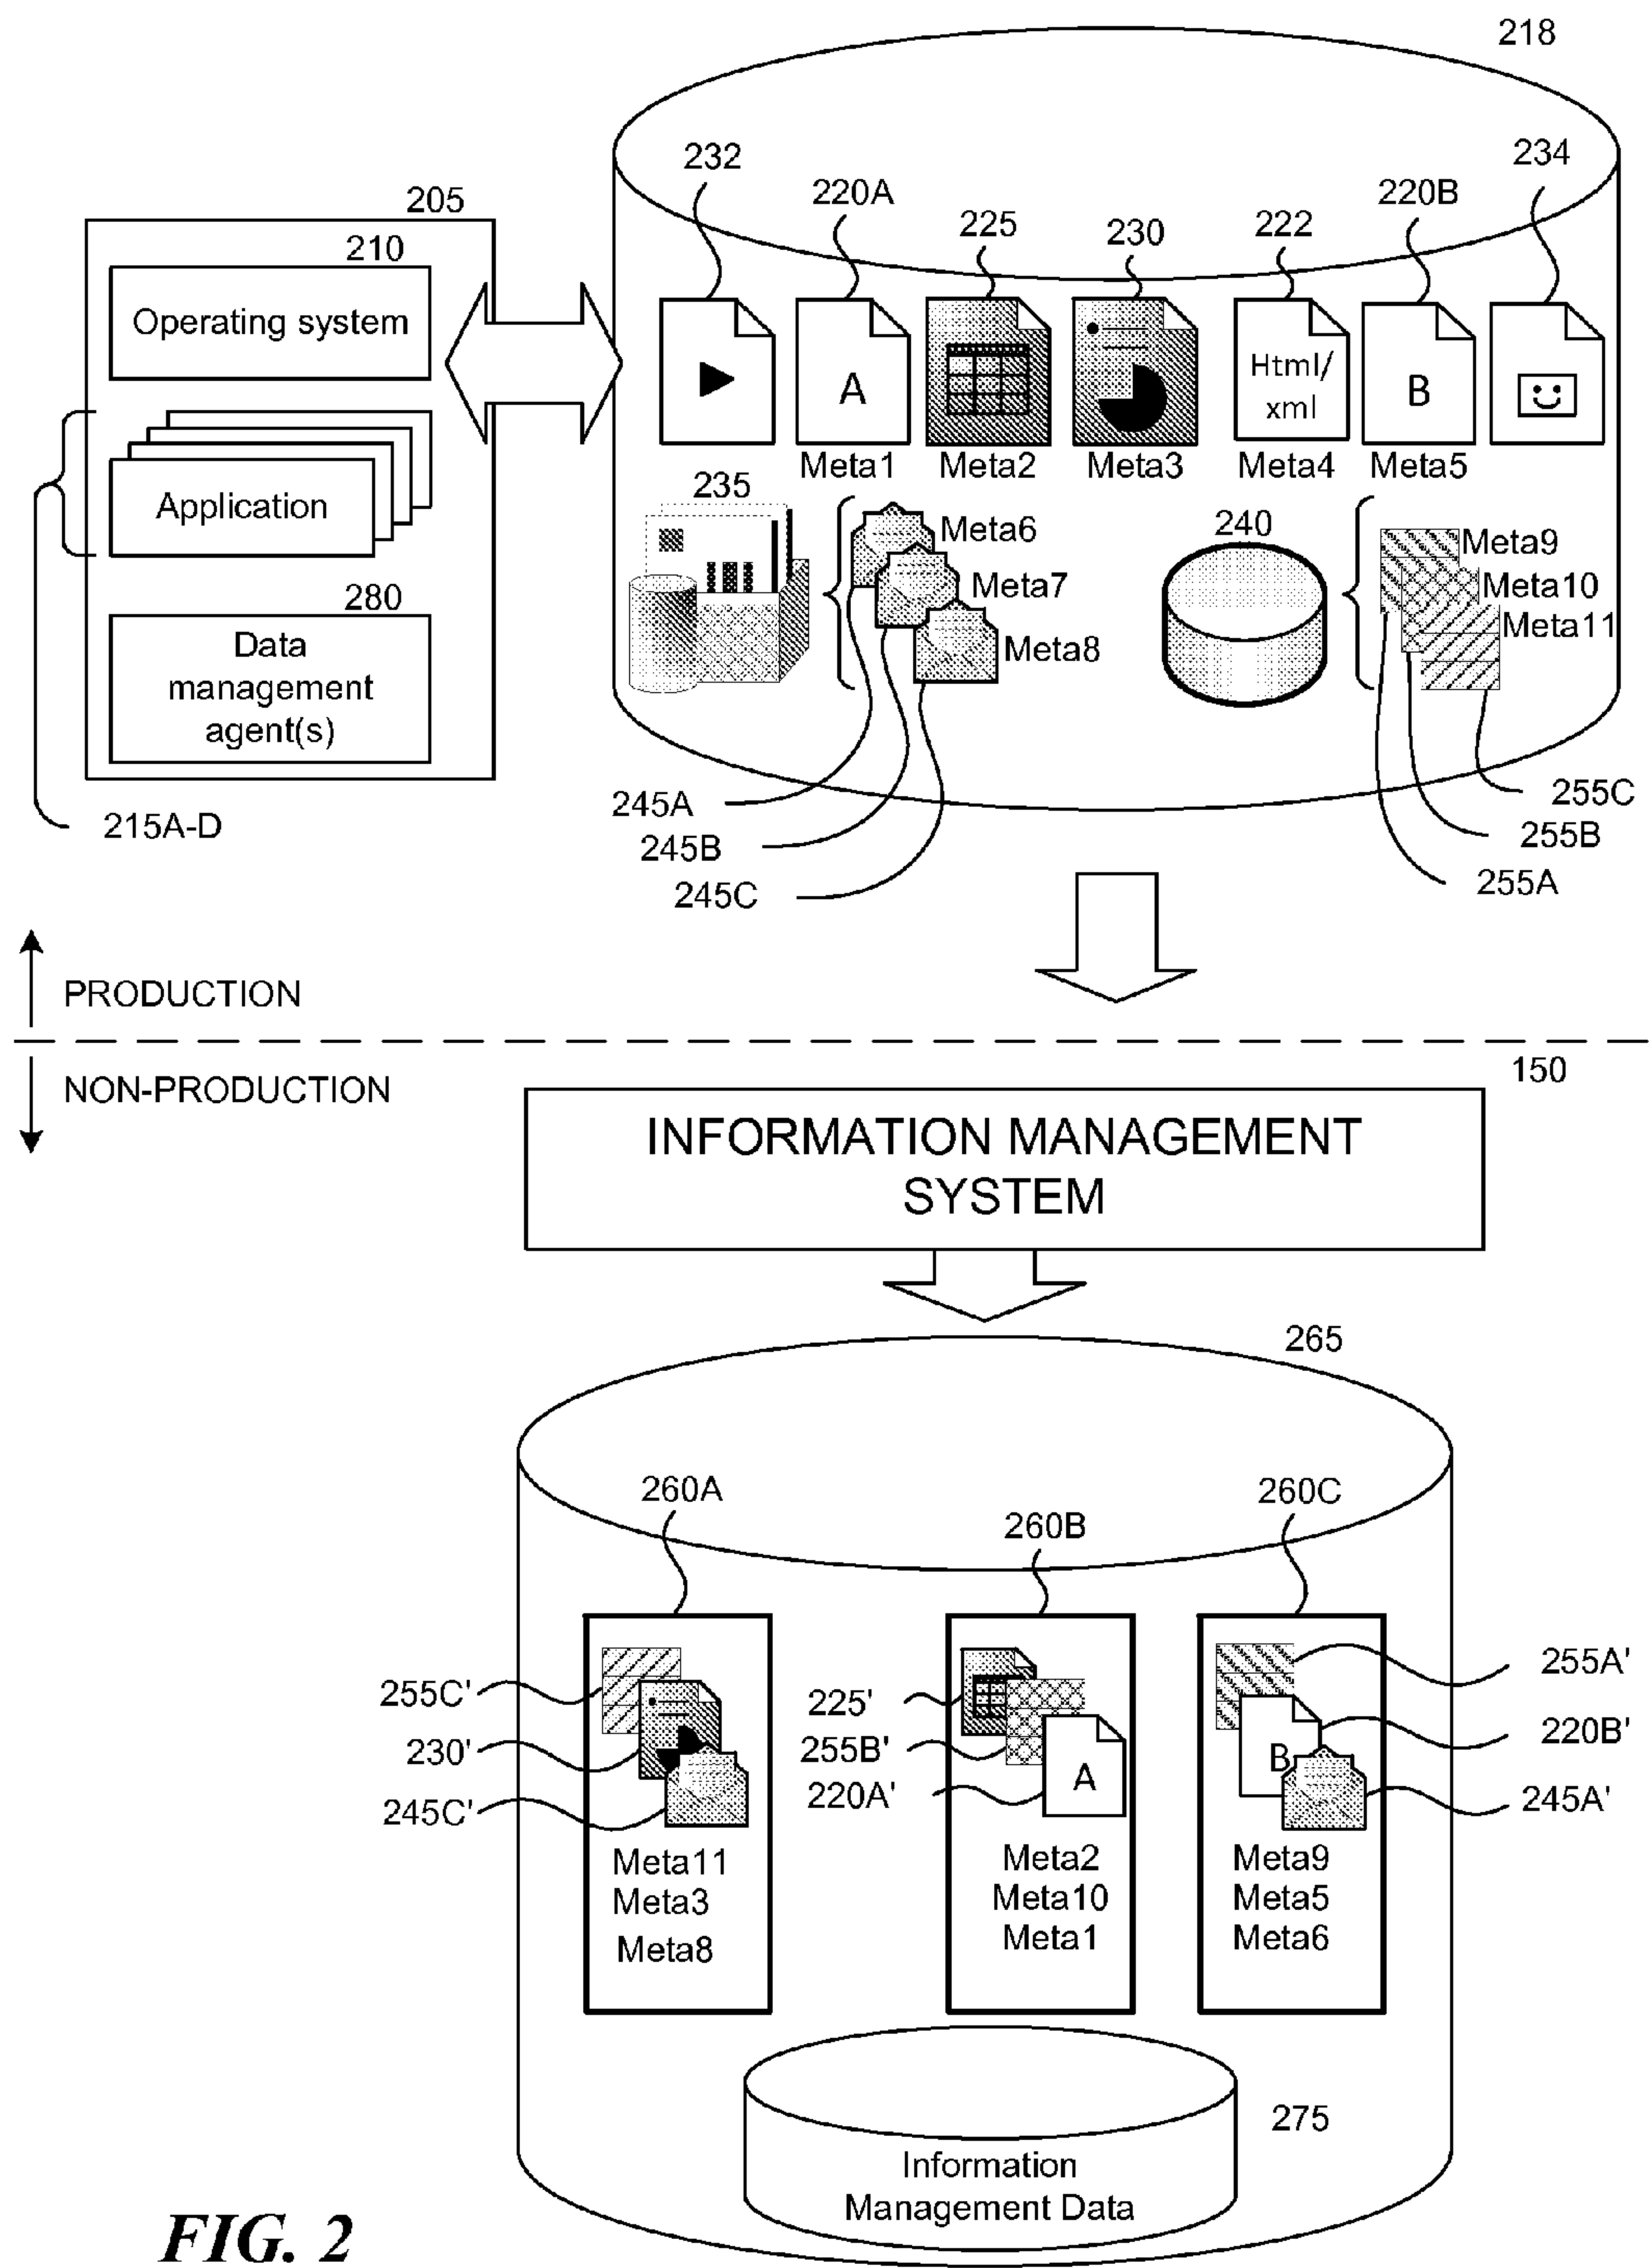 218
232
234
220A
220B
205
225
230
222
210
Operating system
A
Html/
xml
B
Meta1
Meta2
Meta3
Meta4
Meta5
235
240
Application
Meta6
Meta9
Meta7
Meta10
280
Meta11
Data
management
agent(s)
Meta8
245A
255C
215A-D
245B
255B
245C
255A
PRODUCTION
150
NON-PRODUCTION
INFORMATION MANAGEMENT
SYSTEM
265
260A
260C
260B
255C'
225'
255A'
230'
255B'
220B'
B
245C'
220A'
A
245A'
Meta11
Meta3
Meta8
Meta2
Meta10
Meta1
Meta9
Meta5
Meta6
275
Information
Management Data
FIG. 2